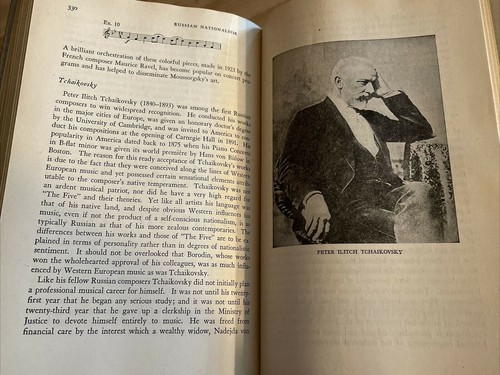 330
RUSSIAN NATIONALISM
Ex. 10
A brilliant orchestration of these colorful pieces, made in 1923 by the
French composer Maurice Ravel, has become popular on concert pro-
grams and has helped to disseminate Moussorgsky's art.
Tchaikovsky
Peter Ilitch Tchaikovsky (1840–1893) was among the first Russian
composers to win widespread recognition. He conducted his works
in the major cities of Europe, was given an honorary doctor's degree
by the University of Cambridge, and was invited to America to con-
duct his compositions at the opening of Carnegie Hall in 1891. His
popularity in America dated back to 1875 when his Piano Concerto
in B-flat minor was given its world première by Hans von Bülow in
Boston. The reason for this ready acceptance of Tchaikovsky's works
is due to the fact that they were conceived along the lines of Western
European music and yet possessed certain sensational elements attrib-
utable to the composer's native temperament. Tchaikovsky was not
an ardent musical patriot, nor did he have a very high regard for
"The Five" and their theories. Yet like all artists his language was
that of his native land, and despite obvious Western influences his
music, even if not the product of a self-conscious nationalism, is as
typically Russian as that of his more zealous contemporaries. The
differences between his works and those of "The Five" are to be ex-
plained in terms of personality rather than in degrees of nationalistic
sentiment. It should not be overlooked that Borodin, whose works
won the wholehearted approval of his colleagues, was as much influ-
enced by Western European music as was Tchaikovsky.
Like his fellow Russian composers Tchaikovsky did not initially plan
a professional musical career for himself. It was not until his twenty-
first year that he began any serious study; and it was not until his
twenty-third year that he gave up a clerkship in the Ministry of
Justice to devote himself entirely to music. He was freed from
financial care by the interest which a wealthy widow, Nadejda von
PETER ILITCH TCHAIKOVSKY